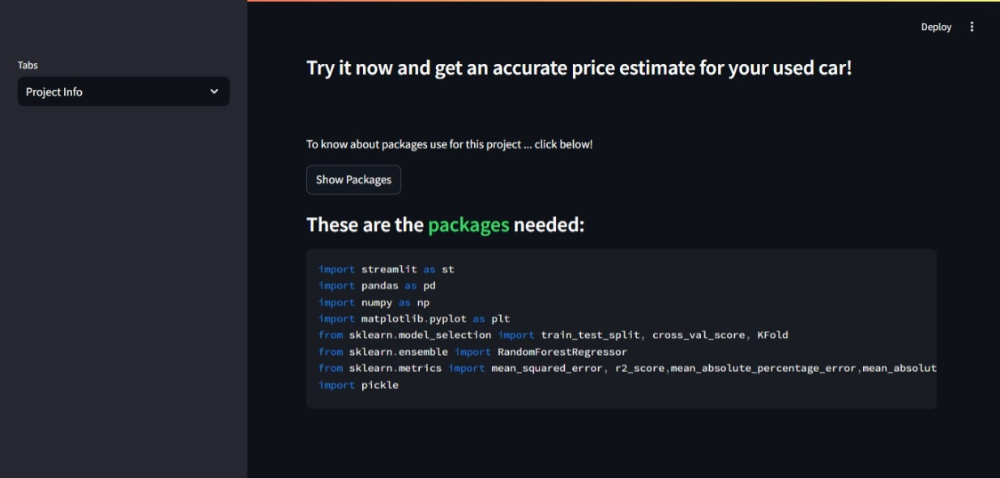 Deploy
Tabs
Project Info
Try it now and get an accurate price estimate for your used car!
To know about packages use for this project ... click below!
Show Packages
These are the packages needed:
import streamlit as st
import pandas as pd
import numpy as np
import matplotlib.pyplot as plt
from sklearn.model_selection import train_test_split, cross_val_score, KFold
from sklearn.ensemble import RandomForestRegressor
from sklearn.metrics import mean_squared_error, r2_score,mean_absolute_percentage_error,mean_absolut
import pickle